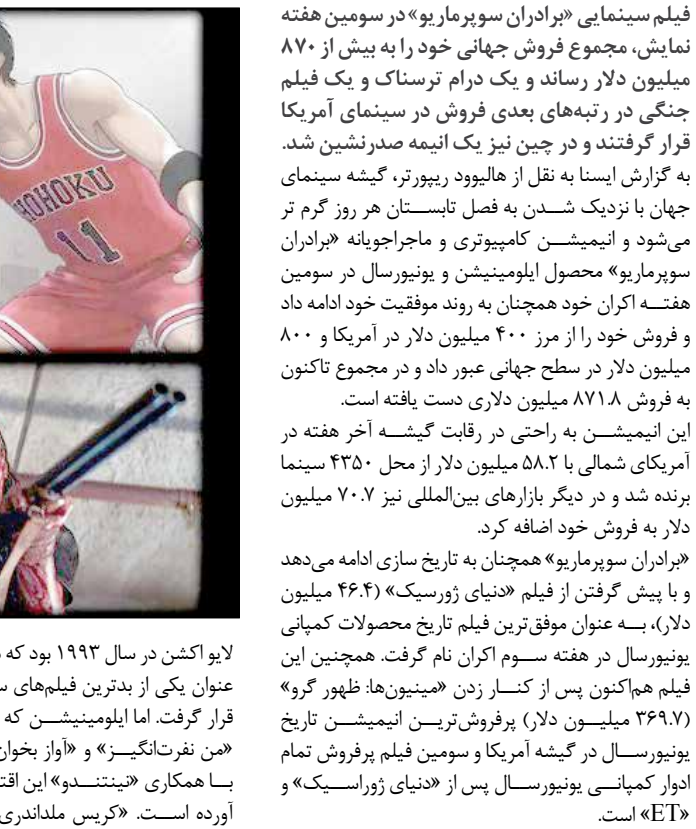 فیلم سینمایی «برادران سوپرماریو» در سومین هفته
نمایش، مجموع فروش جهانی خود را به بیش از ۸۷۰
میلیون دلار رساند و یک درام ترسناک و یک فیلم
جنگی در رتبه‌های بعدی فروش در سینمای آمریکا
قرار گرفتند و در چین نیز یک انیمه صدرنشین شد.
به گزارش ایسنا به نقل از هالیوود ریپورتر، گیشه سینمای
جهان با نزدیک شدن به فصل تابستان هر روز گرم تر
می‌شود و انیمیشن کامپیوتری و ماجراجویانه «برادران
سوپرماریو» محصول ایلومینیشن و یونیورسال در سومین
هفته اکران خود همچنان به روند موفقیت خود ادامه داد
و فروش خود را از مرز ۴۰۰ میلیون دلار در آمریکا و ۸۰۰
میلیون دلار در سطح جهانی عبور داد و در مجموع تاکنون
به فروش ۸۷۱.۸ میلیون دلاری دست یافته است.
این انیمیشن به راحتی در رقابت گیشه آخر هفته در
آمریکای شمالی با ۵۸.۲ میلیون دلار از محل ۴۳۵۰ سینما
برنده شد و در دیگر بازارهای بین‌المللی نیز ۷۰.۷ میلیون
دلار به فروش خود اضافه کرد.
«برادران سوپرماریو» همچنان به تاریخ سازی ادامه می‌دهد
و با پیش گرفتن از فیلم «دنیای ژورسیک» (۴۶.۴ میلیون
دلار)، به عنوان موفق‌ترین فیلم تاریخ محصولات کمپانی
یونیورسال در هفته سوم اکران نام گرفت. همچنین این
فیلم هم‌اکنون پس از کنار زدن «مینیون‌ها: ظهور گرو»
(۳۶۹.۷ میلیون دلار) پرفروش‌ترین انیمیشن تاریخ
یونیورسال در گیشه آمریکا و سومین فیلم پرفروش تمام
ادوار کمپانی یونیورسال پس از «دنیای ژوراسیک» و
«ET» است.
HOHOKU
11
لایو اکشن در سال ۱۹۹۳ بود که
عنوان یکی از بدترین فیلم‌های
قرار گرفت. اما ایلومینیشن که
«من نفرت‌انگیز» و «آواز بخوان
با همکاری «نینتندو» این
آورده است. «کریس ملداندری